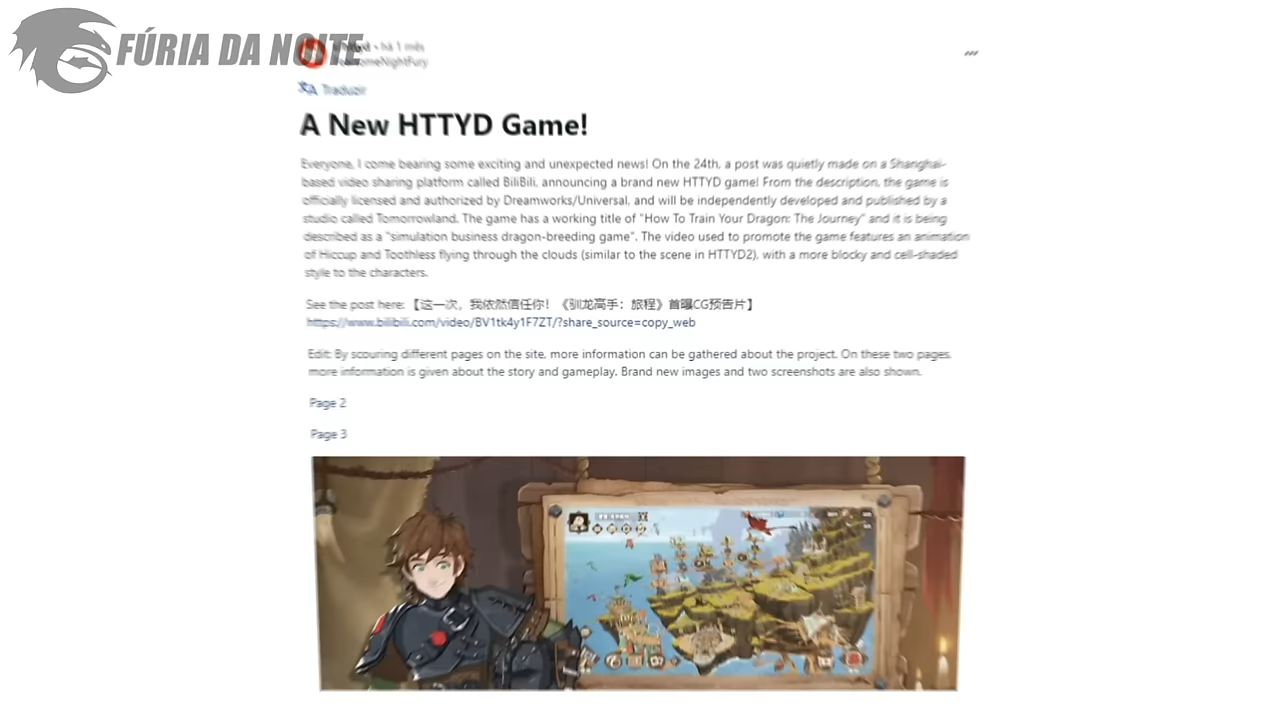 FÚRIA DA NOITE
• há 1 mês
Traduzir
A New HTTYD Game!
Everyone, I come bearing some exciting and unexpected news! On the 24th, a post was quietly made on a Shanghai-
based video sharing platform called BiliBili, announcing a brand new HTTYD game! From the description, the game is
officially licensed and authorized by Dreamworks/Universal, and will be independently developed and published by a
studio called Tomorrowland. The game has a working title of "How To Train Your Dragon: The Journey" and it is being
described as a "simulation business dragon-breeding game". The video used to promote the game features an animation
of Hiccup and Toothless flying through the clouds (similar to the scene in HTTYD2), with a more blocky and cell-shaded
style to the characters.
See the post here: 【这一次，我依然信任你！《驯龙高手：旅程》首曝CG预告片】
https://www.bilibili.com/video/BV1tk4y1F7ZT/?share_source=copy_web
Edit: By scouring different pages on the site, more information can be gathered about the project. On these two pages,
more information is given about the story and gameplay. Brand new images and two screenshots are also shown.
Page 2
Page 3